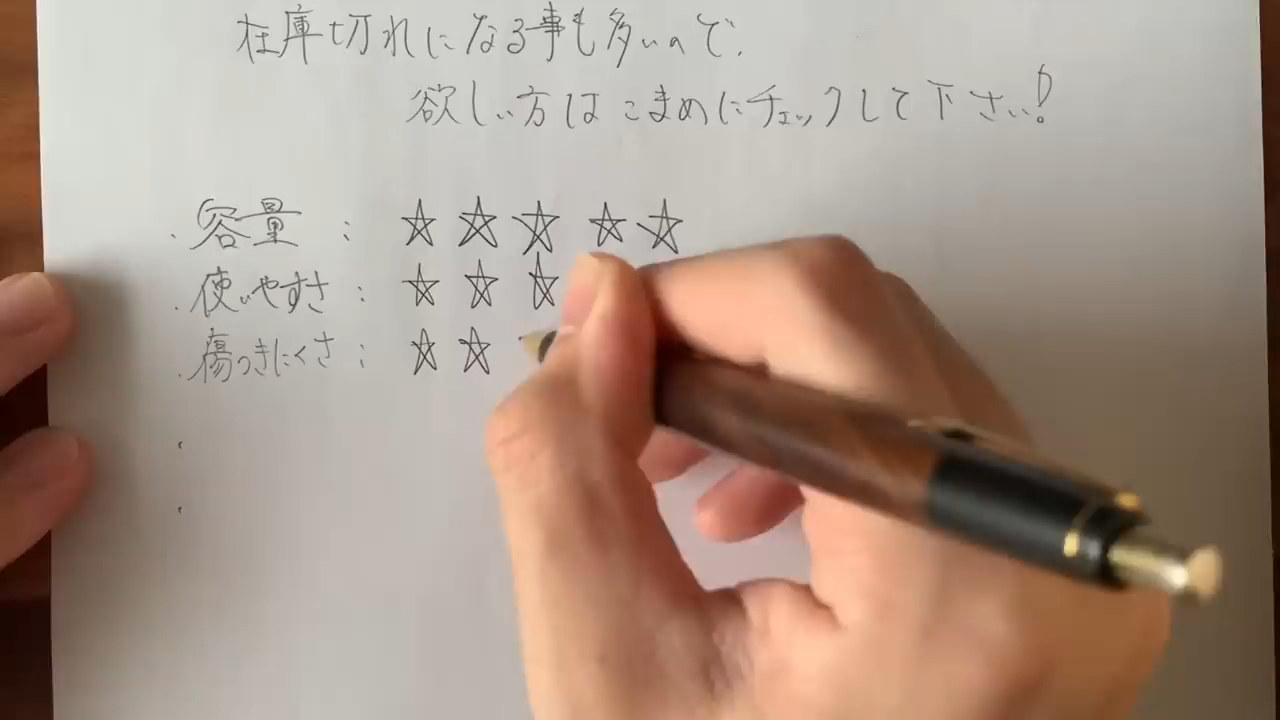 在庫切れになる事も多いので、
欲しい方はこまめにチェックして下さい!
・容量 : ☆☆☆☆☆
・使いやすさ : ☆☆☆
・傷つきにくさ : ☆☆
・
・